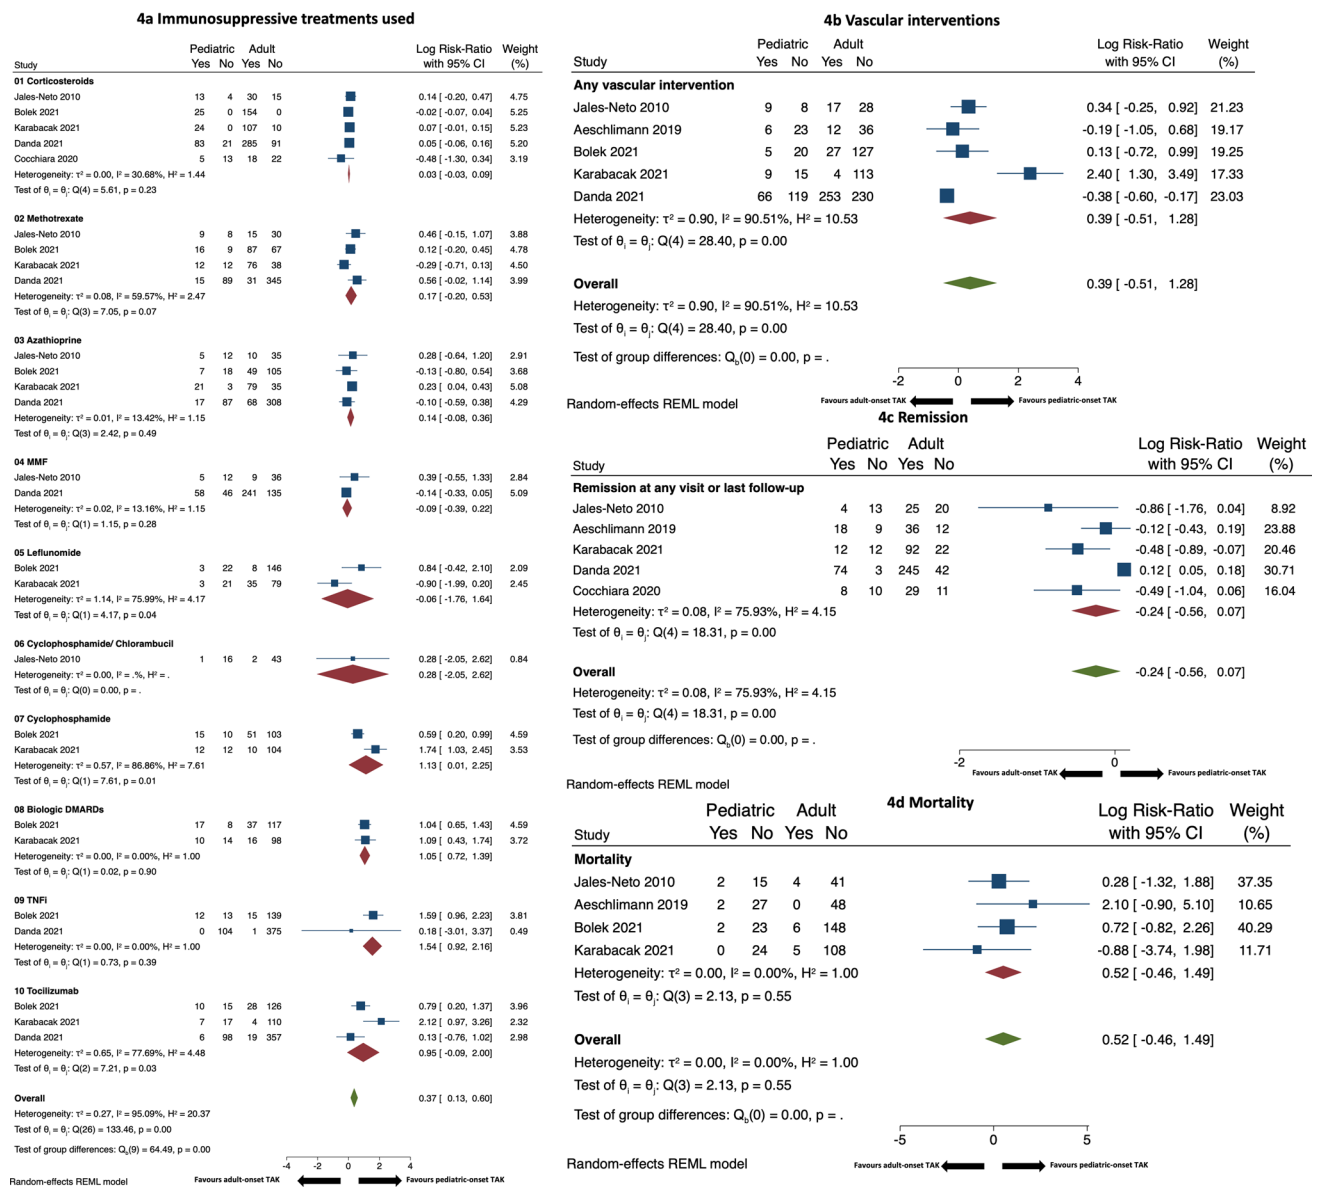 4a Immunosuppressive treatments used
Pediatric Adult Log Risk-Ratio Weight
Study Yes No Yes No with 95% CI (%)
01 Corticosteroids
Jales-Neto 2010 13 4 30 15 0.14 [ -0.20, 0.47] 4.75
Bolek 2021 25 0 154 0 -0.02 [ -0.07, 0.04] 5.25
Karabacak 2021 24 0 107 10 0.07 [ -0.01, 0.15] 5.23
Danda 2021 83 21 285 91 0.05 [ -0.06, 0.16] 5.20
Cocchiara 2020 5 13 18 22 -0.48 [ -1.30, 0.34] 3.19
Heterogeneity: τ² = 0.00, I² = 30.68%, H² = 1.44 0.03 [ -0.03, 0.09]
Test of θi = θj: Q(4) = 5.61, p = 0.23
02 Methotrexate
Jales-Neto 2010 9 8 15 30 0.46 [ -0.15, 1.07] 3.88
Bolek 2021 16 9 87 67 0.12 [ -0.20, 0.45] 4.78
Karabacak 2021 12 12 76 38 -0.29 [ -0.71, 0.13] 4.50
Danda 2021 15 89 31 345 0.56 [ -0.02, 1.14] 3.99
Heterogeneity: τ² = 0.08, I² = 59.57%, H² = 2.47 0.17 [ -0.20, 0.53]
Test of θi = θj: Q(3) = 7.05, p = 0.07
03 Azathioprine
Jales-Neto 2010 5 12 10 35 0.28 [ -0.64, 1.20] 2.91
Bolek 2021 7 18 49 105 -0.13 [ -0.80, 0.54] 3.68
Karabacak 2021 21 3 79 35 0.23 [ 0.04, 0.43] 5.08
Danda 2021 17 87 68 308 -0.10 [ -0.59, 0.38] 4.29
Heterogeneity: τ² = 0.01, I² = 13.42%, H² = 1.15 0.14 [ -0.08, 0.36]
Test of θi = θj: Q(3) = 2.42, p = 0.49
04 MMF
Jales-Neto 2010 5 12 9 36 0.39 [ -0.55, 1.33] 2.84
Danda 2021 58 46 241 135 -0.14 [ -0.33, 0.05] 5.09
Heterogeneity: τ² = 0.02, I² = 13.16%, H² = 1.15 -0.09 [ -0.39, 0.22]
Test of θi = θj: Q(1) = 1.15, p = 0.28
05 Leflunomide
Bolek 2021 3 22 8 146 0.84 [ -0.42, 2.10] 2.09
Karabacak 2021 3 21 35 79 -0.90 [ -1.99, 0.20] 2.45
Heterogeneity: τ² = 1.14, I² = 75.99%, H² = 4.17 -0.06 [ -1.76, 1.64]
Test of θi = θj: Q(1) = 4.17, p = 0.04
06 Cyclophosphamide/ Chlorambucil
Jales-Neto 2010 1 16 2 43 0.28 [ -2.05, 2.62] 0.84
Heterogeneity: τ² = 0.00, I² = .%, H² = . 0.28 [ -2.05, 2.62]
Test of θi = θj: Q(0) = 0.00, p = .
07 Cyclophosphamide
Bolek 2021 15 10 51 103 0.59 [ 0.20, 0.99] 4.59
Karabacak 2021 12 12 10 104 1.74 [ 1.03, 2.45] 3.53
Heterogeneity: τ² = 0.57, I² = 86.86%, H² = 7.61 1.13 [ 0.01, 2.25]
Test of θi = θj: Q(1) = 7.61, p = 0.01
08 Biologic DMARDs
Bolek 2021 17 8 37 117 1.04 [ 0.65, 1.43] 4.59
Karabacak 2021 10 14 16 98 1.09 [ 0.43, 1.74] 3.72
Heterogeneity: τ² = 0.00, I² = 0.00%, H² = 1.00 1.05 [ 0.72, 1.39]
Test of θi = θj: Q(1) = 0.02, p = 0.90
09 TNFi
Bolek 2021 12 13 15 139 1.59 [ 0.96, 2.23] 3.81
Danda 2021 0 104 1 375 0.18 [ -3.01, 3.37] 0.49
Heterogeneity: τ² = 0.00, I² = 0.00%, H² = 1.00 1.54 [ 0.92, 2.16]
Test of θi = θj: Q(1) = 0.73, p = 0.39
10 Tocilizumab
Bolek 2021 10 15 28 126 0.79 [ 0.20, 1.37] 3.96
Karabacak 2021 7 17 4 110 2.12 [ 0.97, 3.26] 2.32
Danda 2021 6 98 19 357 0.13 [ -0.76, 1.02] 2.98
Heterogeneity: τ² = 0.65, I² = 77.69%, H² = 4.48 0.95 [ -0.09, 2.00]
Test of θi = θj: Q(2) = 7.21, p = 0.03
Overall 0.37 [ 0.13, 0.60]
Heterogeneity: τ² = 0.27, I² = 95.09%, H² = 20.37
Test of θi = θj: Q(26) = 133.46, p = 0.00
Test of group differences: Qb(9) = 64.49, p = 0.00
-4 -2 0 2 4
Random-effects REML model Favours adult-onset TAK Favours pediatric-onset TAK
4b Vascular interventions
Pediatric Adult Log Risk-Ratio Weight
Study Yes No Yes No with 95% CI (%)
Any vascular intervention
Jales-Neto 2010 9 8 17 28 0.34 [ -0.25, 0.92] 21.23
Aeschlimann 2019 6 23 12 36 -0.19 [ -1.05, 0.68] 19.17
Bolek 2021 5 20 27 127 0.13 [ -0.72, 0.99] 19.25
Karabacak 2021 9 15 4 113 2.40 [ 1.30, 3.49] 17.33
Danda 2021 66 119 253 230 -0.38 [ -0.60, -0.17] 23.03
Heterogeneity: τ² = 0.90, I² = 90.51%, H² = 10.53 0.39 [ -0.51, 1.28]
Test of θi = θj: Q(4) = 28.40, p = 0.00
Overall 0.39 [ -0.51, 1.28]
Heterogeneity: τ² = 0.90, I² = 90.51%, H² = 10.53
Test of θi = θj: Q(4) = 28.40, p = 0.00
Test of group differences: Qb(0) = 0.00, p = .
-2 0 2 4
Random-effects REML model Favours adult-onset TAK Favours pediatric-onset TAK
4c Remission
Pediatric Adult Log Risk-Ratio Weight
Study Yes No Yes No with 95% CI (%)
Remission at any visit or last follow-up
Jales-Neto 2010 4 13 25 20 -0.86 [ -1.76, 0.04] 8.92
Aeschlimann 2019 18 9 36 12 -0.12 [ -0.43, 0.19] 23.88
Karabacak 2021 12 12 92 22 -0.48 [ -0.89, -0.07] 20.46
Danda 2021 74 3 245 42 0.12 [ 0.05, 0.18] 30.71
Cocchiara 2020 8 10 29 11 -0.49 [ -1.04, 0.06] 16.04
Heterogeneity: τ² = 0.08, I² = 75.93%, H² = 4.15 -0.24 [ -0.56, 0.07]
Test of θi = θj: Q(4) = 18.31, p = 0.00
Overall -0.24 [ -0.56, 0.07]
Heterogeneity: τ² = 0.08, I² = 75.93%, H² = 4.15
Test of θi = θj: Q(4) = 18.31, p = 0.00
Test of group differences: Qb(0) = 0.00, p = .
-2 0
Favours adult-onset TAK Favours pediatric-onset TAK
Random-effects REML model
4d Mortality
Pediatric Adult Log Risk-Ratio Weight
Study Yes No Yes No with 95% CI (%)
Mortality
Jales-Neto 2010 2 15 4 41 0.28 [ -1.32, 1.88] 37.35
Aeschlimann 2019 2 27 0 48 2.10 [ -0.90, 5.10] 10.65
Bolek 2021 2 23 6 148 0.72 [ -0.82, 2.26] 40.29
Karabacak 2021 0 24 5 108 -0.88 [ -3.74, 1.98] 11.71
Heterogeneity: τ² = 0.00, I² = 0.00%, H² = 1.00 0.52 [ -0.46, 1.49]
Test of θi = θj: Q(3) = 2.13, p = 0.55
Overall 0.52 [ -0.46, 1.49]
Heterogeneity: τ² = 0.00, I² = 0.00%, H² = 1.00
Test of θi = θj: Q(3) = 2.13, p = 0.55
Test of group differences: Qb(0) = 0.00, p = .
-5 0 5
Random-effects REML model Favours adult-onset TAK Favours pediatric-onset TAK